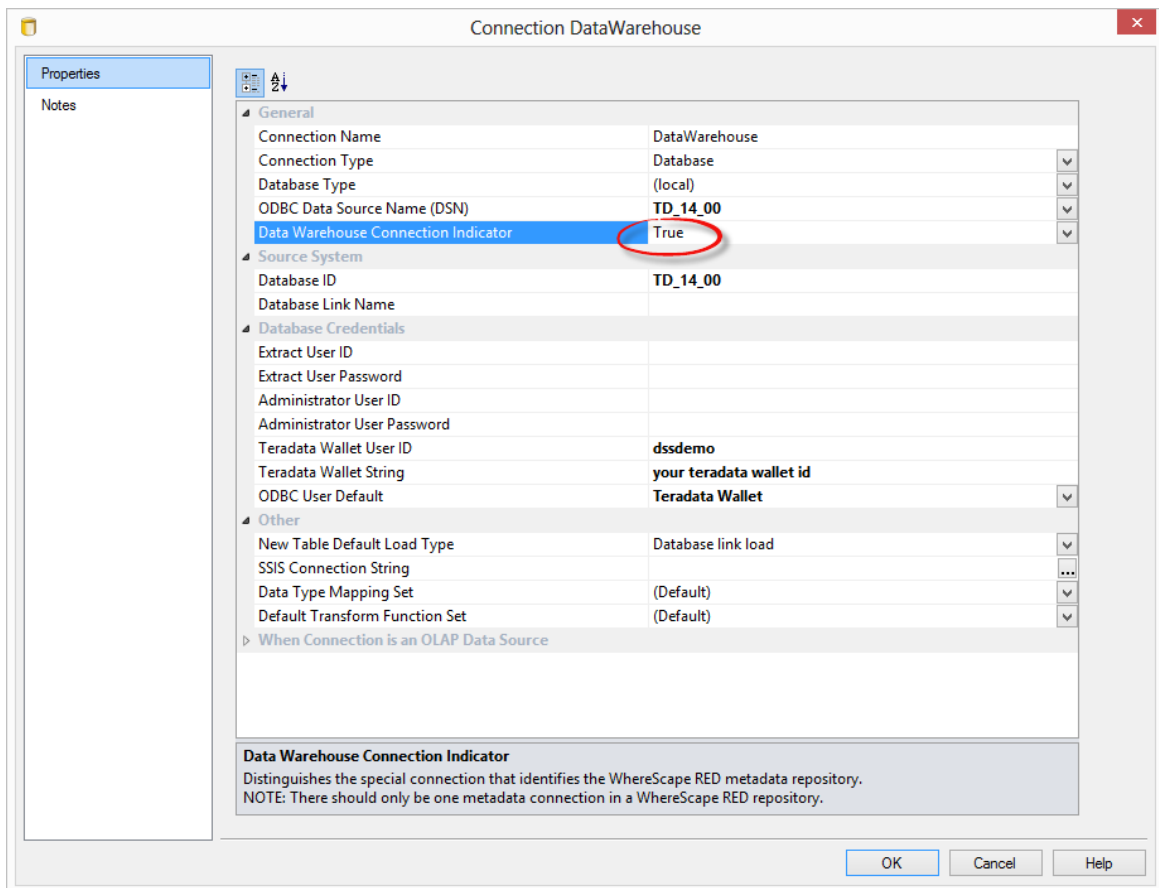 Connection DataWarehouse
Properties
Notes
General
Connection Name DataWarehouse
Connection Type Database
Database Type (local)
ODBC Data Source Name (DSN) TD_14_00
Data Warehouse Connection Indicator True
Source System
Database ID TD_14_00
Database Link Name
Database Credentials
Extract User ID
Extract User Password
Administrator User ID
Administrator User Password
Teradata Wallet User ID dssdemo
Teradata Wallet String your teradata wallet id
ODBC User Default Teradata Wallet
Other
New Table Default Load Type Database link load
SSIS Connection String ...
Data Type Mapping Set (Default)
Default Transform Function Set (Default)
When Connection is an OLAP Data Source
Data Warehouse Connection Indicator
Distinguishes the special connection that identifies the WhereScape RED metadata repository.
NOTE: There should only be one metadata connection in a WhereScape RED repository.
OK Cancel Help